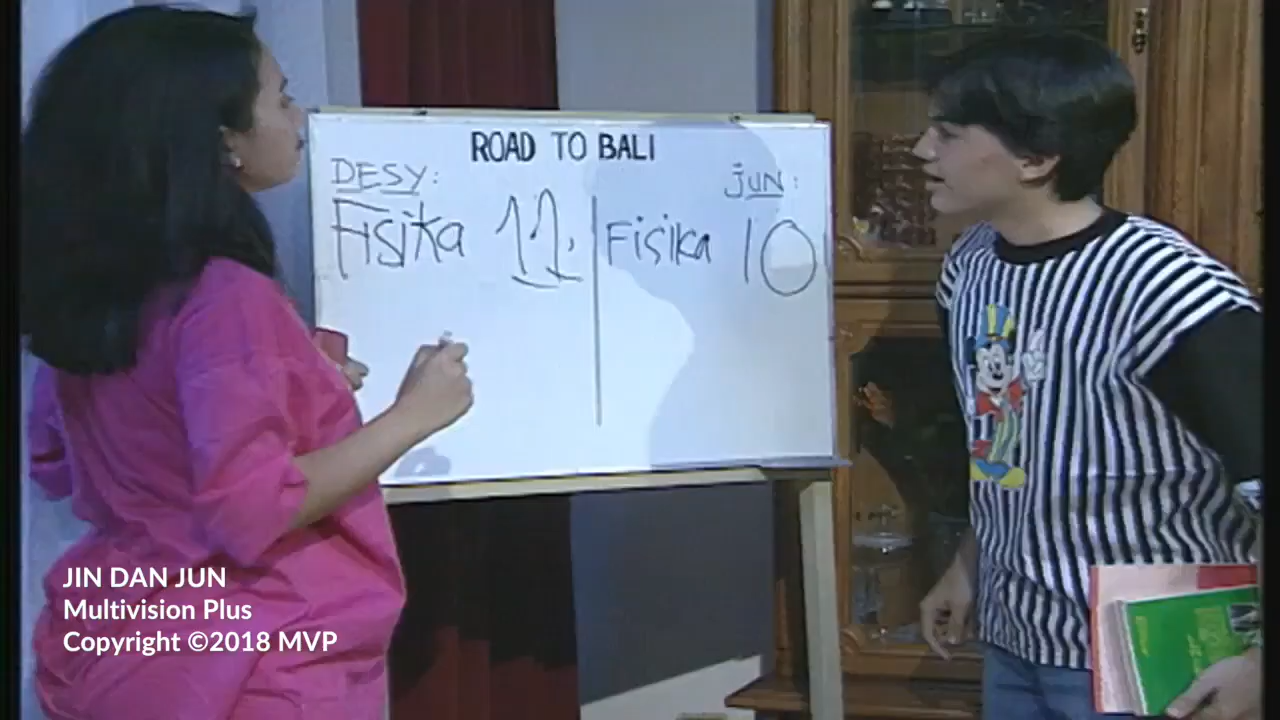 ROAD TO BALI
DESY:
Fisika 11.
jUN:
Fisika 10
JIN DAN JUN
Multivision Plus
Copyright ©2018 MVP